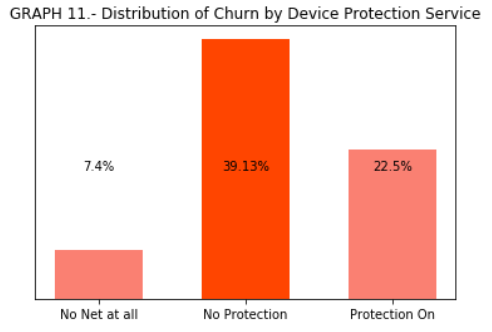 GRAPH 11.- Distribution of Churn by Device Protection Service
7.4% 39.13% 22.5%
No Net at all No Protection Protection On